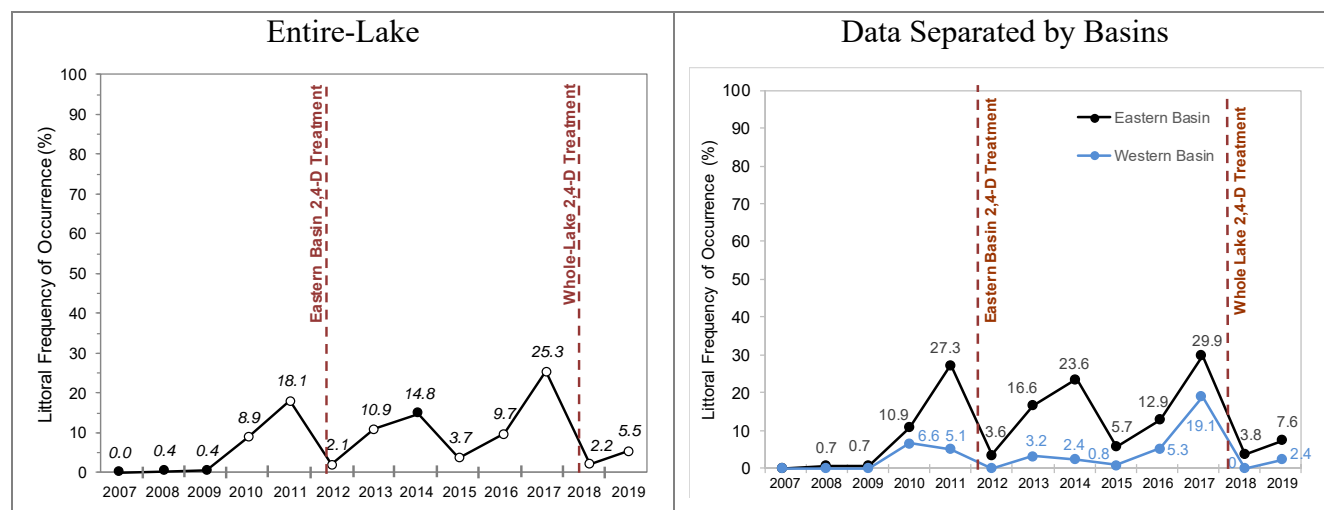 Entire-Lake
Littoral Frequency of Occurrence (%)
100
90
80
70
60
50
40
30
20
10
0
Eastern Basin 2,4-D Treatment
Whole-Lake 2,4-D Treatment
0.0 0.4 0.4 8.9 18.1 2.1 10.9 14.8 3.7 9.7 25.3 2.2 5.5
2007 2008 2009 2010 2011 2012 2013 2014 2015 2016 2017 2018 2019
Data Separated by Basins
Littoral Frequency of Occurrence (%)
100
90
80
70
60
50
40
30
20
10
0
Eastern Basin 2,4-D Treatment
Whole Lake 2,4-D Treatment
Eastern Basin
Western Basin
0.7 0.7 10.9 27.3 3.6 16.6 23.6 5.7 12.9 29.9 3.8 7.6
6.6 5.1 3.2 2.4 0.8 5.3 19.1 0 2.4
2007 2008 2009 2010 2011 2012 2013 2014 2015 2016 2017 2018 2019